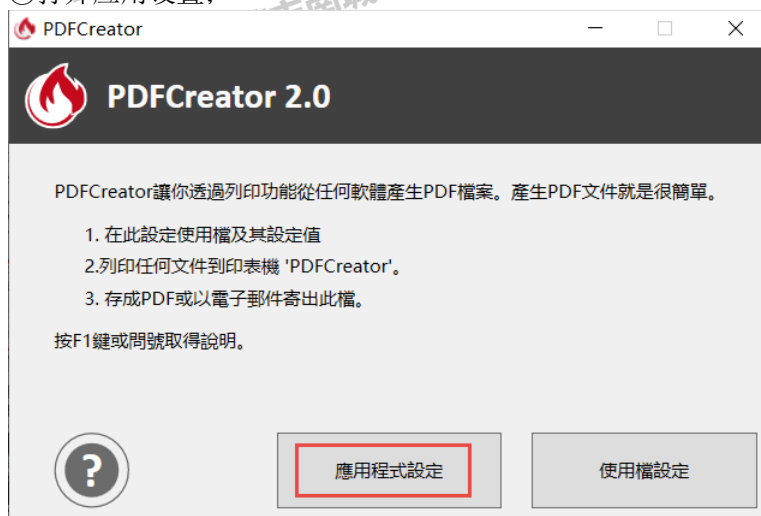 PDFCreator
PDFCreator 2.0
PDFCreator讓你透過列印功能從任何軟體產生PDF檔案。產生PDF文件就是很簡單。
1. 在此設定使用檔及其設定值
2.列印任何文件到印表機 'PDFCreator'。
3. 存成PDF或以電子郵件寄出此檔。
按F1鍵或問號取得說明。
?
應用程式設定
使用檔設定